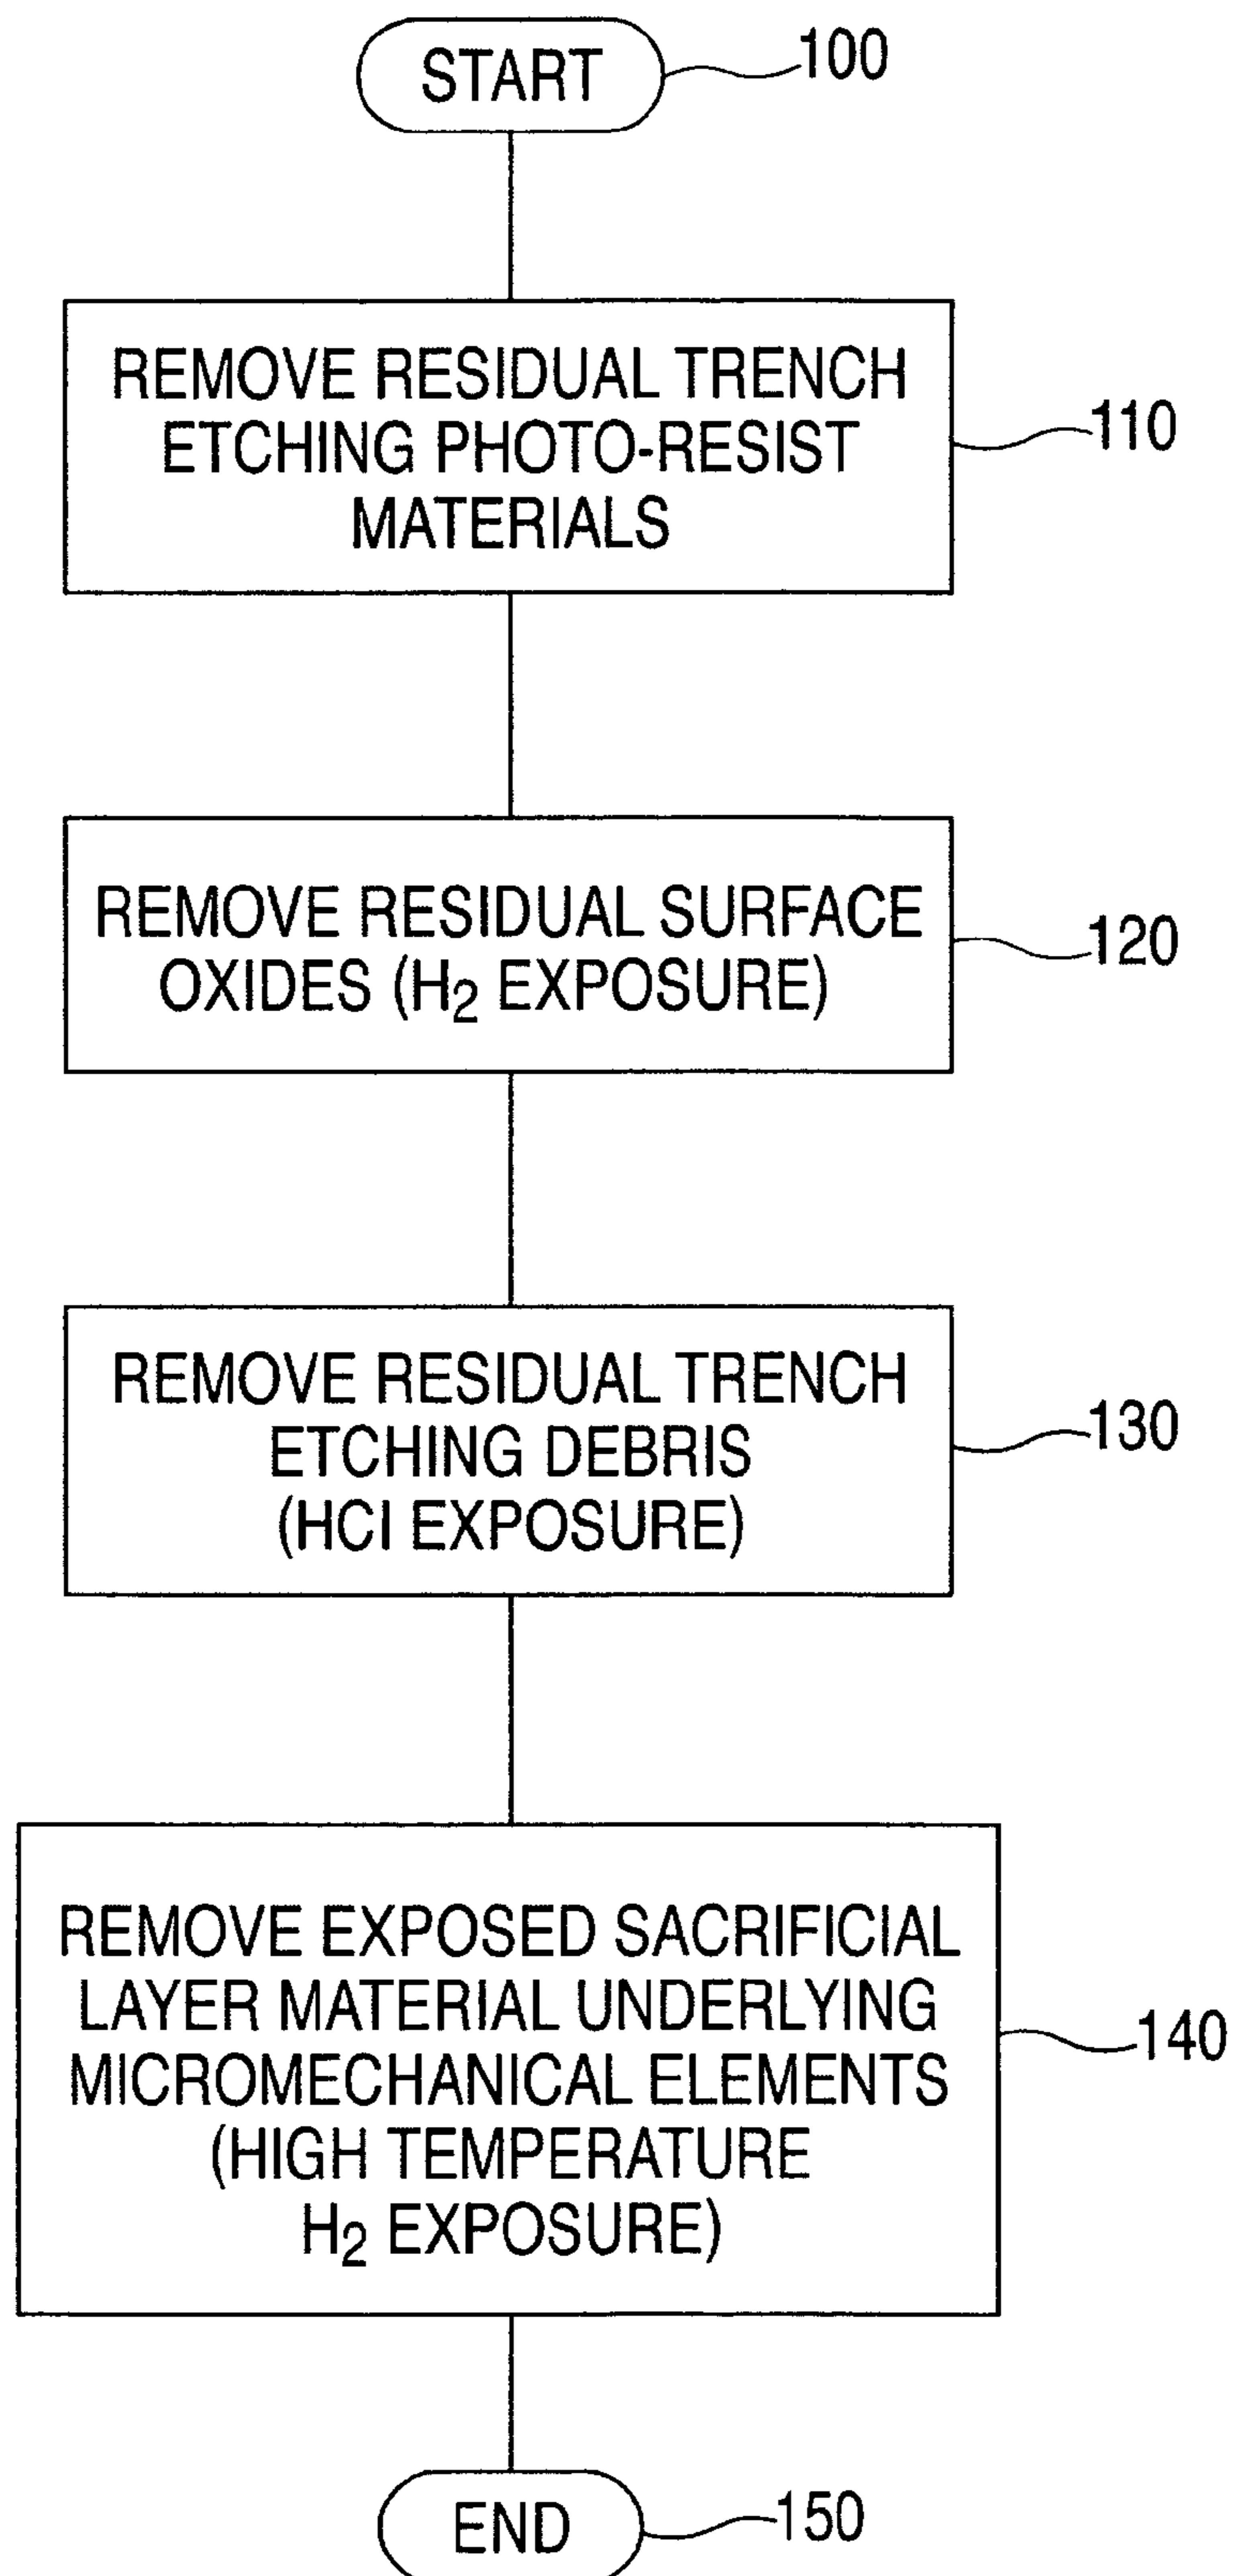 START
100
REMOVE RESIDUAL TRENCH
ETCHING PHOTO-RESIST
MATERIALS
110
REMOVE RESIDUAL SURFACE
OXIDES (H₂ EXPOSURE)
120
REMOVE RESIDUAL TRENCH
ETCHING DEBRIS
(HCl EXPOSURE)
130
REMOVE EXPOSED SACRIFICIAL
LAYER MATERIAL UNDERLYING
MICROMECHANICAL ELEMENTS
(HIGH TEMPERATURE
H₂ EXPOSURE)
140
END
150